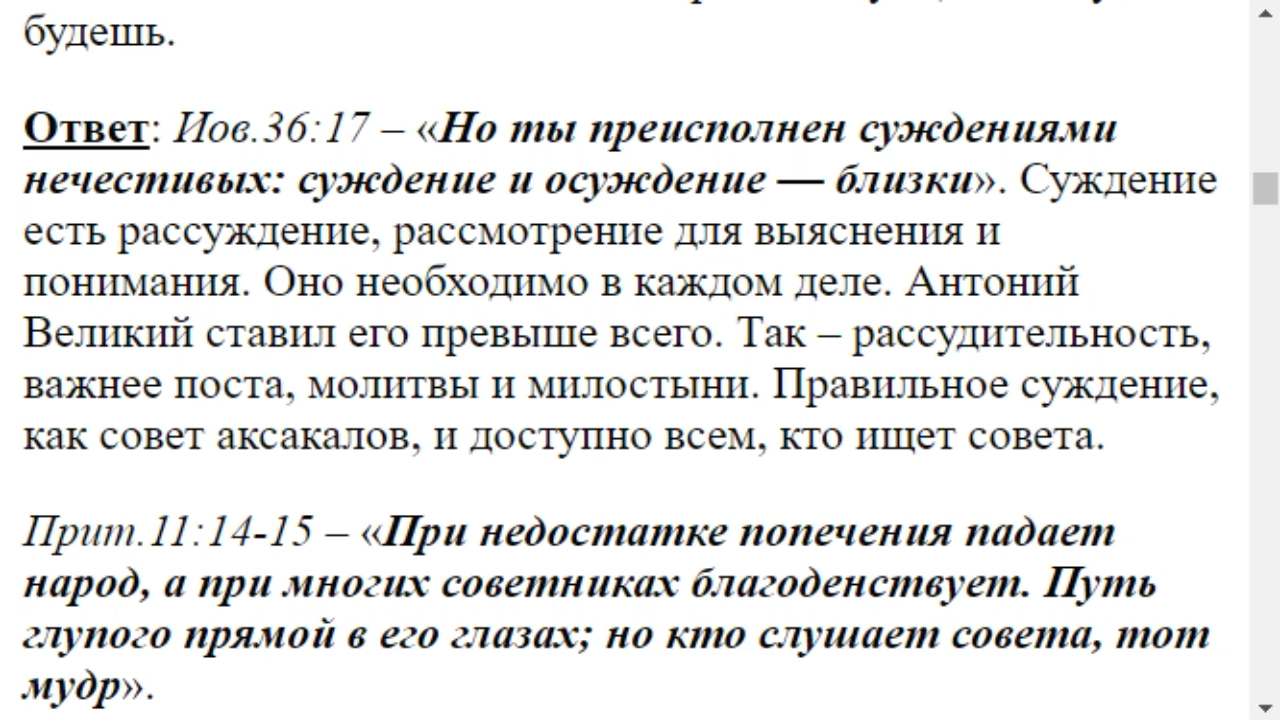 будешь.
Ответ: Иов.36:17 – «Но ты преисполнен суждениями
нечестивых: суждение и осуждение — близки». Суждение
есть рассуждение, рассмотрение для выяснения и
понимания. Оно необходимо в каждом деле. Антоний
Великий ставил его превыше всего. Так – рассудительность,
важнее поста, молитвы и милостыни. Правильное суждение,
как совет аксакалов, и доступно всем, кто ищет совета.
Прит.11:14-15 – «При недостатке попечения падает
народ, а при многих советниках благоденствует. Путь
глупого прямой в его глазах; но кто слушает совета, тот
мудр».